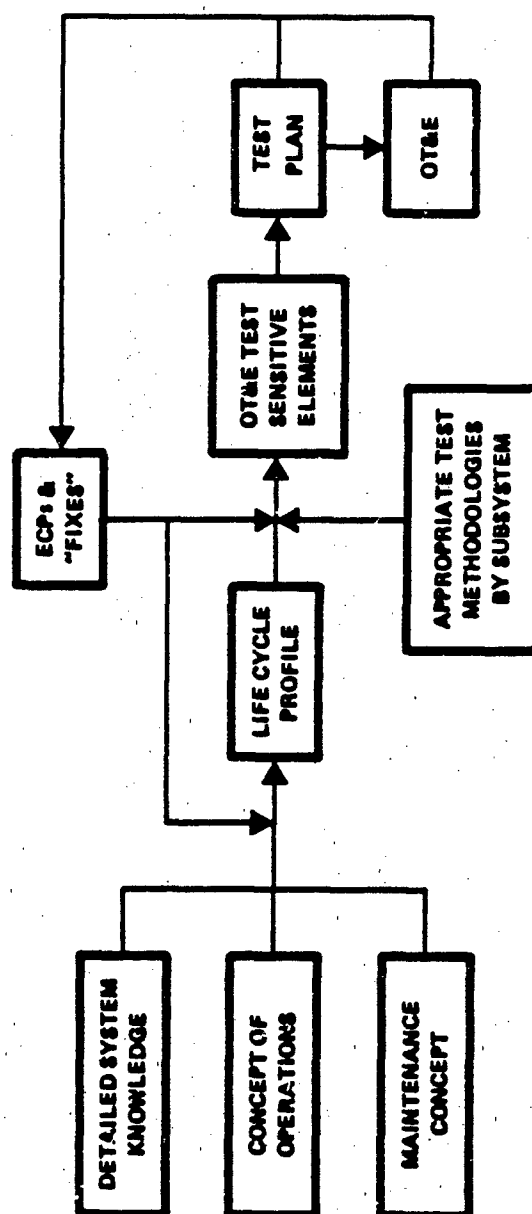 DETAILED SYSTEM
KNOWLEDGE
CONCEPT OF
OPERATIONS
MAINTENANCE
CONCEPT
LIFE CYCLE
PROFILE
ECPs &
"FIXES"
APPROPRIATE TEST
METHODOLOGIES
BY SUBSYSTEM
OT&E TEST
SENSITIVE
ELEMENTS
TEST
PLAN
OT&E